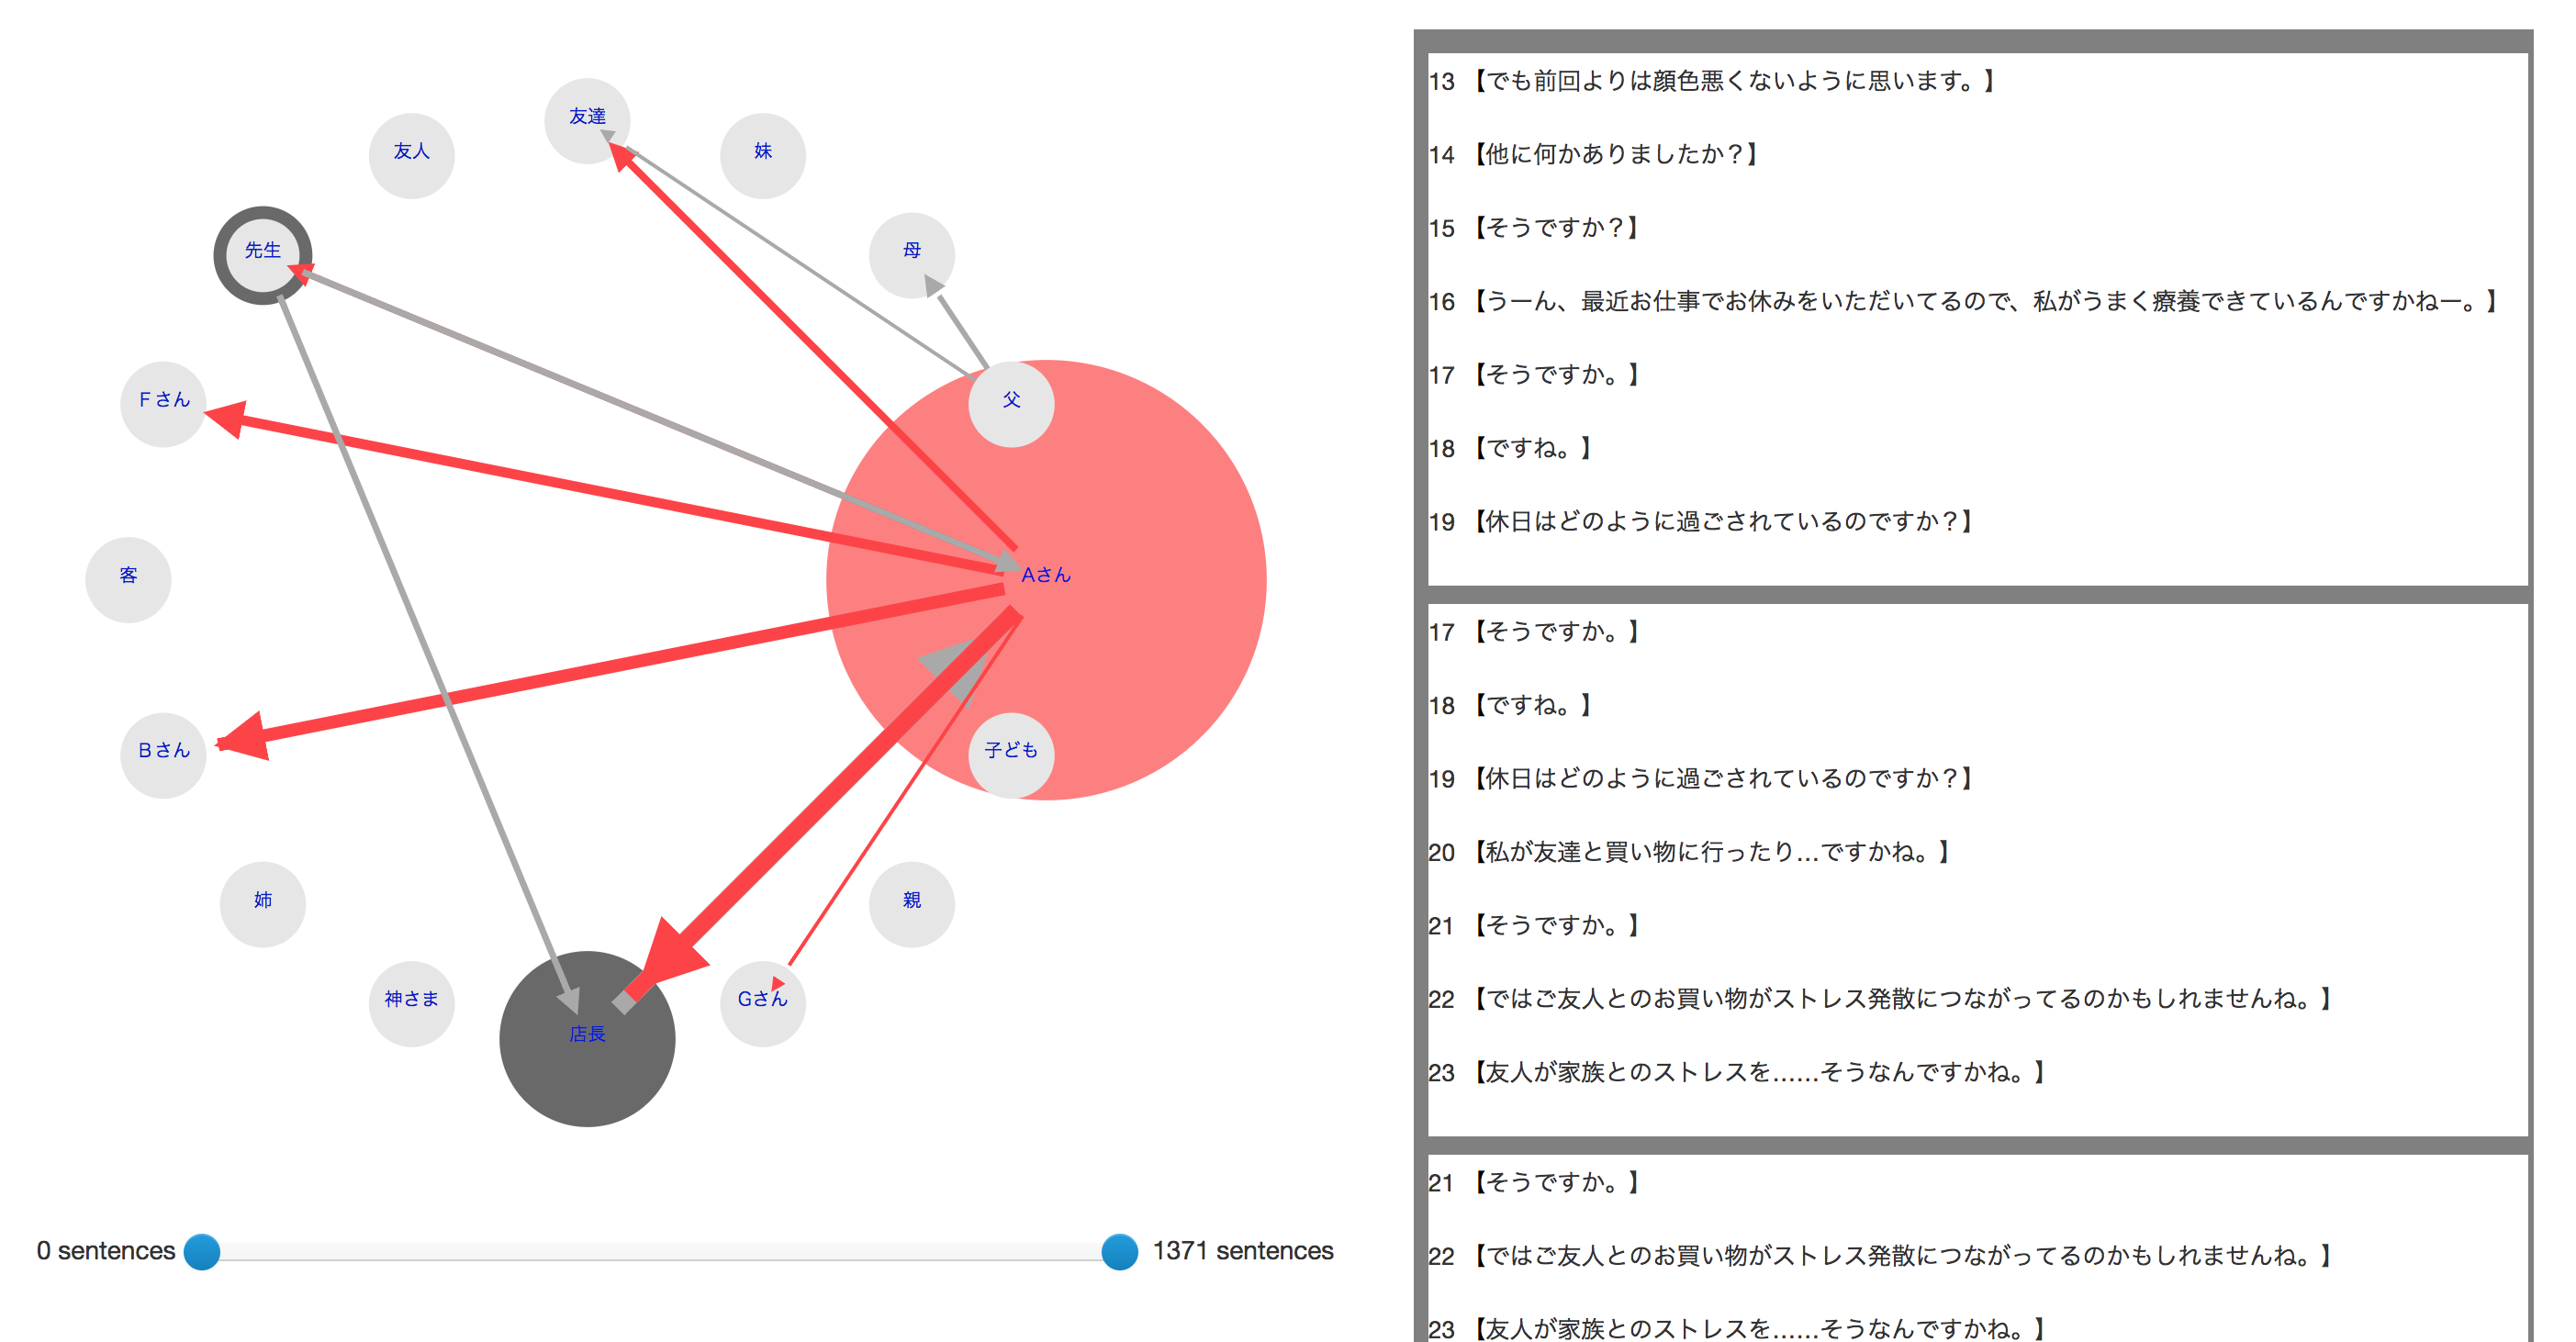 友達
友人
妹
先生
母
Fさん
父
客
Aさん
Bさん
子ども
姉
親
神さま
Gさん
店長
0 sentences
1371 sentences
13 【でも前回よりは顔色悪くないように思います。】
14 【他に何かありましたか？】
15 【そうですか？】
16 【うーん、最近お仕事でお休みをいただいてるので、私がうまく療養できているんですかねー。】
17 【そうですか。】
18 【ですね。】
19 【休日はどのように過ごされているのですか？】
17 【そうですか。】
18 【ですね。】
19 【休日はどのように過ごされているのですか？】
20 【私が友達と買い物に行ったり…ですかね。】
21 【そうですか。】
22 【ではご友人とのお買い物がストレス発散につながってるのかもしれませんね。】
23 【友人が家族とのストレスを……そうなんですかね。】
21 【そうですか。】
22 【ではご友人とのお買い物がストレス発散につながってるのかもしれませんね。】
23 【友人が家族とのストレスを……そうなんですかね。】